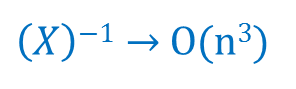 (X)⁻¹ → O(n³)